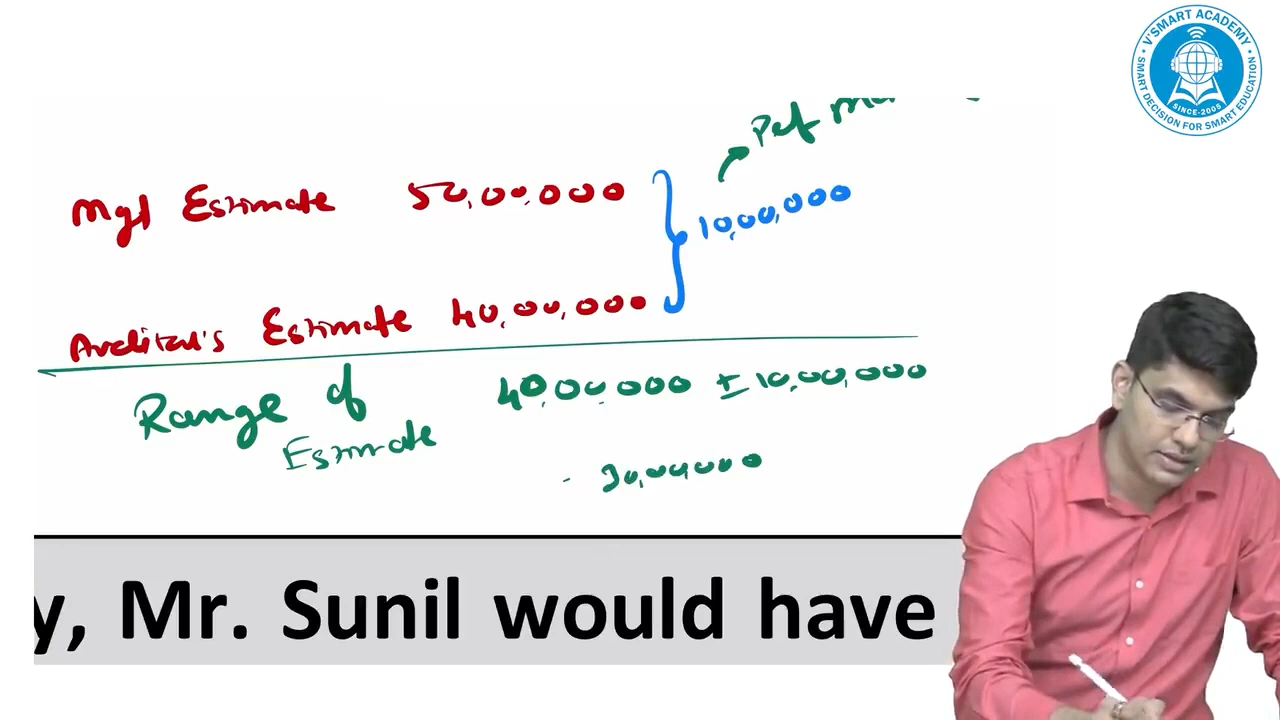 V'SMART ACADEMY
SINCE-2005
SMART DECISION FOR SMART EDUCATION
Perf
Mgt Estimate 50,00,000
10,00,000
Auditor's Estimate 40,00,000
Range of 40,00,000 ± 10,00,000
Estimate
30,00,000
y, Mr. Sunil would have